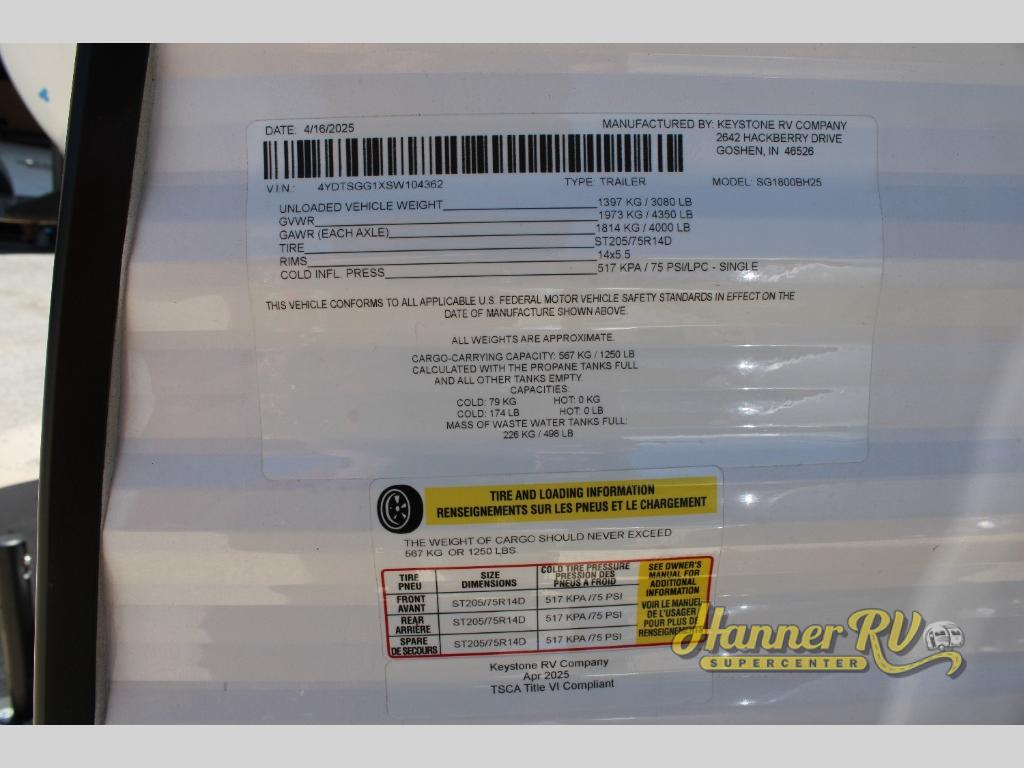 DATE: 4/16/2025
MANUFACTURED BY: KEYSTONE RV COMPANY
2642 HACKBERRY DRIVE
GOSHEN, IN 46526
V I N : 4YDTSGG1XSW104362 TYPE: TRAILER MODEL: SG1800BH25
UNLOADED VEHICLE WEIGHT 1397 KG / 3080 LB
GVWR 1973 KG / 4350 LB
GAWR (EACH AXLE) 1814 KG / 4000 LB
TIRE ST205/75R14D
RIMS 14x5.5
COLD INFL. PRESS 517 KPA / 75 PSI/LPC - SINGLE
THIS VEHICLE CONFORMS TO ALL APPLICABLE U.S. FEDERAL MOTOR VEHICLE SAFETY STANDARDS IN EFFECT ON THE
DATE OF MANUFACTURE SHOWN ABOVE.
ALL WEIGHTS ARE APPROXIMATE.
CARGO-CARRYING CAPACITY: 567 KG / 1250 LB
CALCULATED WITH THE PROPANE TANKS FULL
AND ALL OTHER TANKS EMPTY.
CAPACITIES:
COLD: 79 KG HOT: 0 KG
COLD: 174 LB HOT: 0 LB
MASS OF WASTE WATER TANKS FULL:
226 KG / 498 LB
TIRE AND LOADING INFORMATION
RENSEIGNEMENTS SUR LES PNEUS ET LE CHARGEMENT
THE WEIGHT OF CARGO SHOULD NEVER EXCEED
567 KG OR 1250 LBS
TIRE
PNEU
SIZE
DIMENSIONS
COLD TIRE PRESSURE
PRESSION DES
PNEUS A FROID
FRONT
AVANT
ST205/75R14D 517 KPA /75 PSI
REAR
ARRIÈRE
ST205/75R14D 517 KPA /75 PSI
SPARE
DE SECOURS
ST205/75R14D 517 KPA /75 PSI
SEE OWNER'S
MANUAL FOR
ADDITIONAL
INFORMATION
VOIR LE MANUEL
DE L'USAGER
POUR PLUS DE
RENSEIGNEMENTS
Keystone RV Company
Apr 2025
TSCA Title VI Compliant
Hanner RV
SUPERCENTER